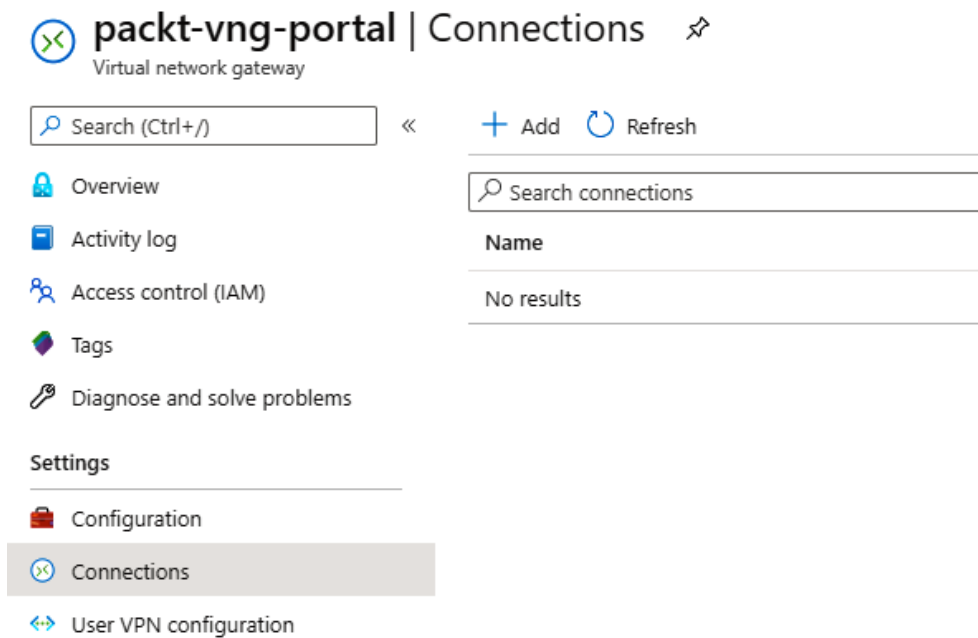 packt-vng-portal | Connections
Virtual network gateway
Search (Ctrl+/)
Overview
Activity log
Access control (IAM)
Tags
Diagnose and solve problems
Settings
Configuration
Connections
User VPN configuration
Add Refresh
Search connections
Name
No results